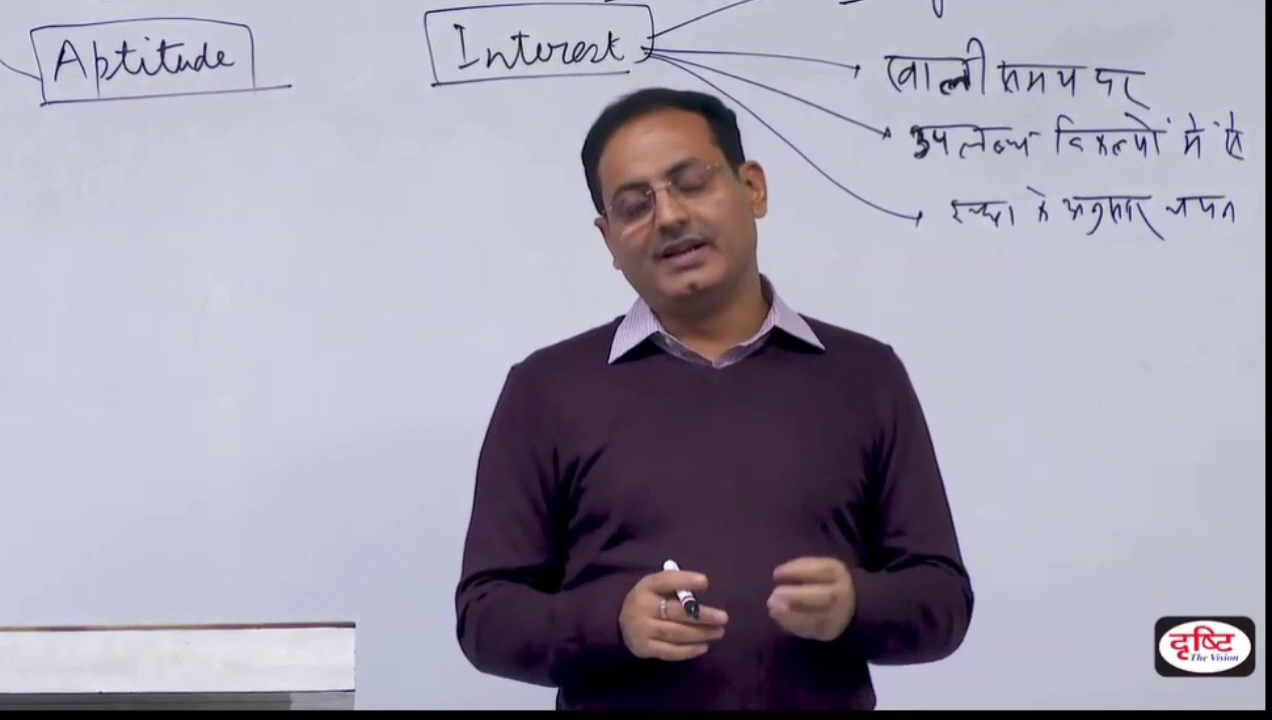 Aptitude
Interest
खाली समय पर
उपलब्ध विकल्पों में से
इच्छा के अनुसार चयन
दृष्टि
The Vision